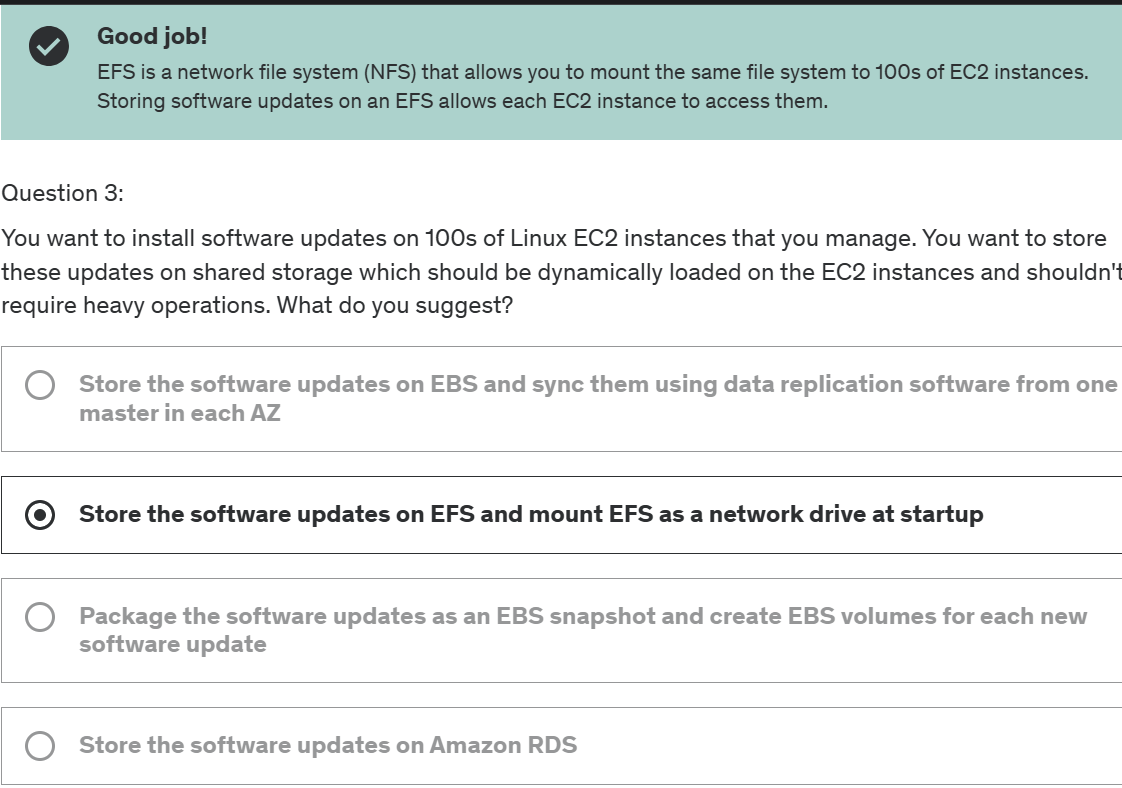 Good job!
EFS is a network file system (NFS) that allows you to mount the same file system to 100s of EC2 instances.
Storing software updates on an EFS allows each EC2 instance to access them.
Question 3:
You want to install software updates on 100s of Linux EC2 instances that you manage. You want to store
these updates on shared storage which should be dynamically loaded on the EC2 instances and shouldn't
require heavy operations. What do you suggest?
Store the software updates on EBS and sync them using data replication software from one
master in each AZ
Store the software updates on EFS and mount EFS as a network drive at startup
Package the software updates as an EBS snapshot and create EBS volumes for each new
software update
Store the software updates on Amazon RDS